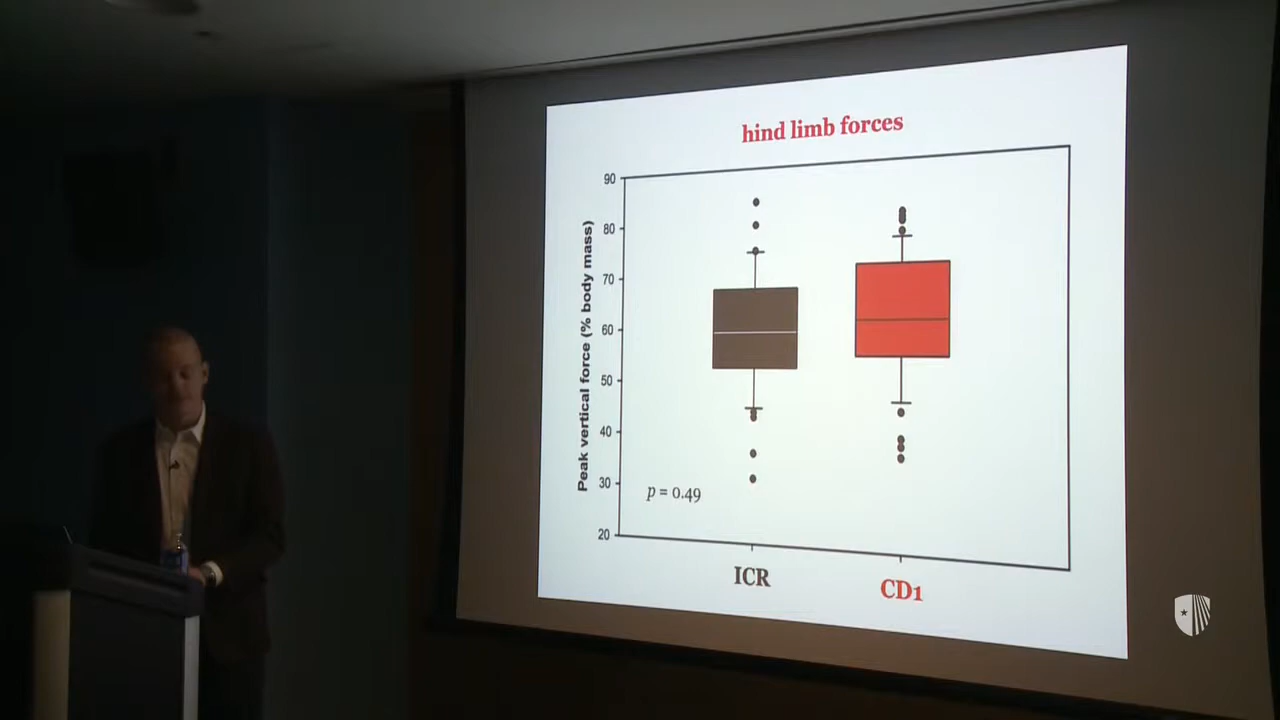 hind limb forces
90
80
70
60
50
40
30
20
Peak vertical force (% body mass)
p = 0.49
ICR
CD1